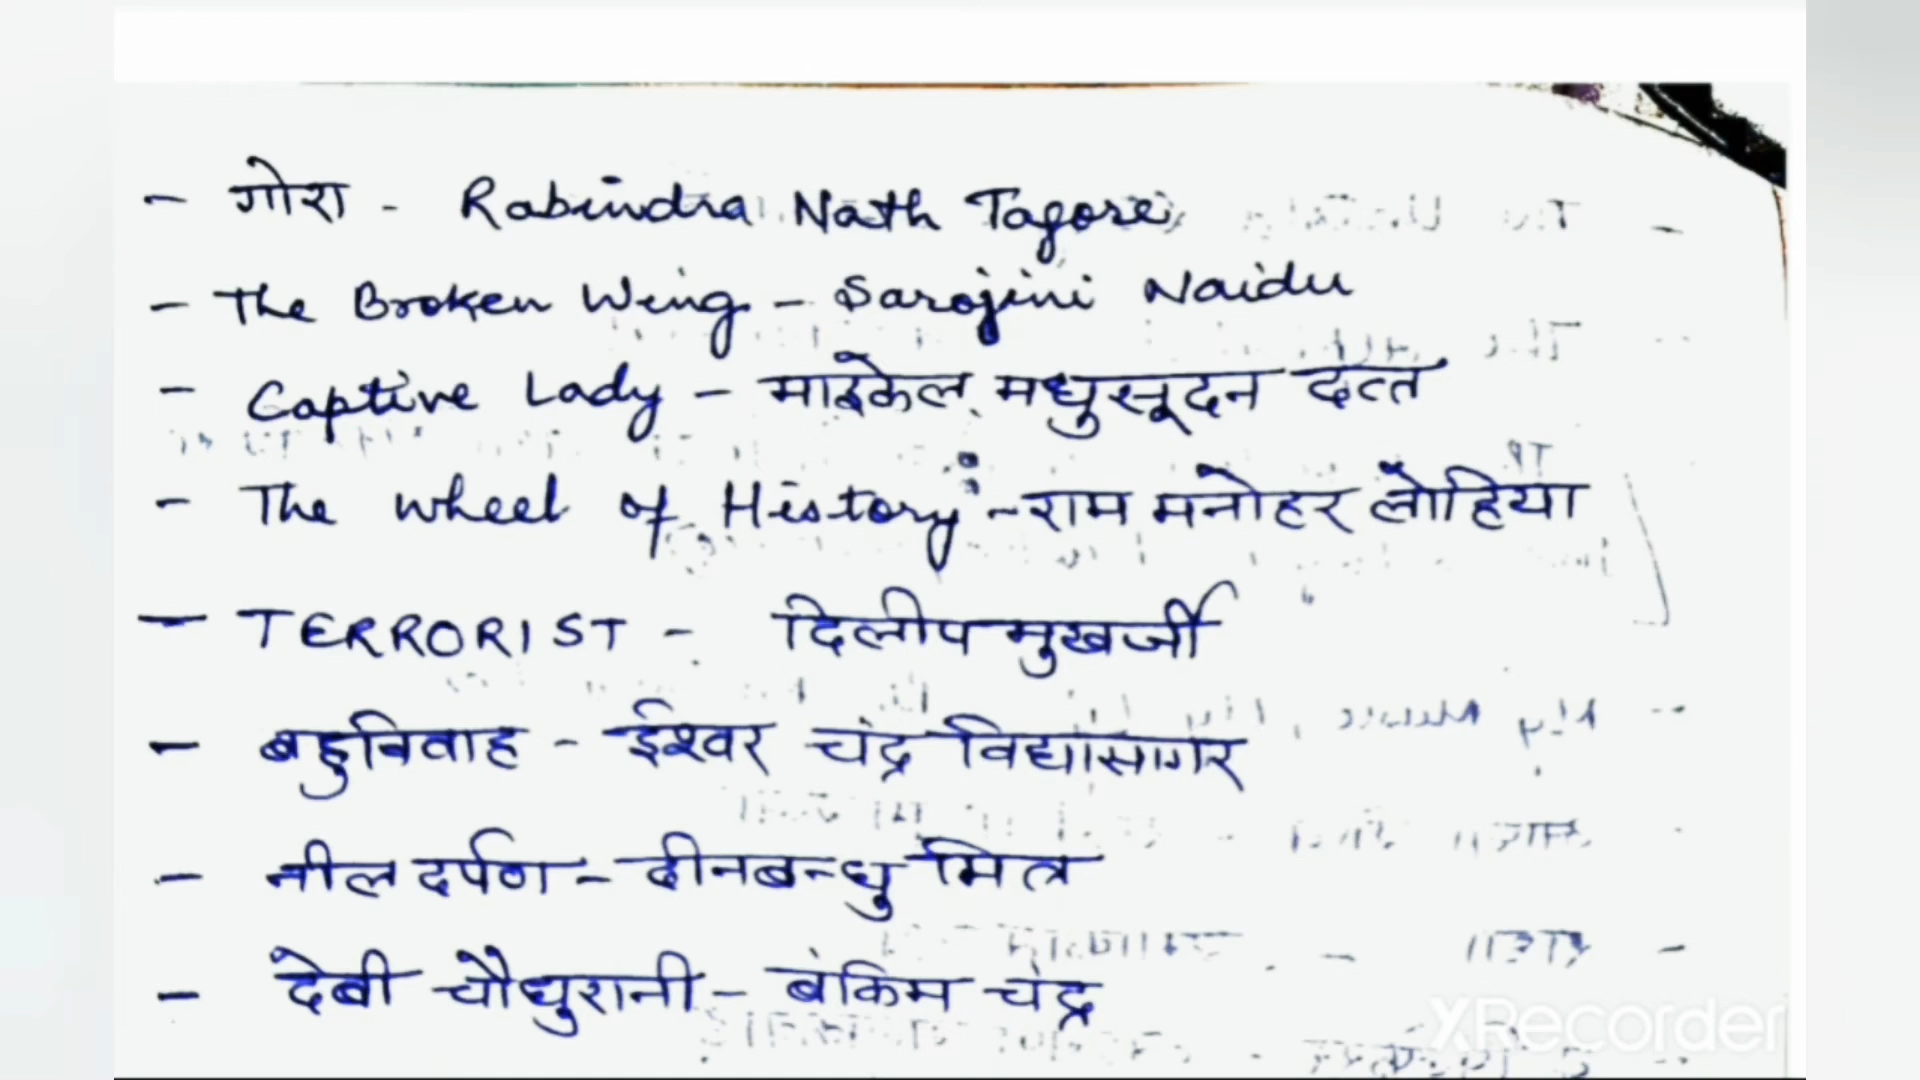 - गोरा - Rabindra Nath Tagore
- The Broken Wing - Sarojini Naidu
- Captive Lady - माइकेल मधुसूदन दत्त
- The wheel of History - राम मनोहर लोहिया
- TERRORIST - दिलीप मुखर्जी
- बहुविवाह - ईश्वर चंद्र विद्यासागर
- नील दर्पण - दीनबन्धु मित्र
- देबी चौधुरानी - बंकिम चंद्र
XRecorder